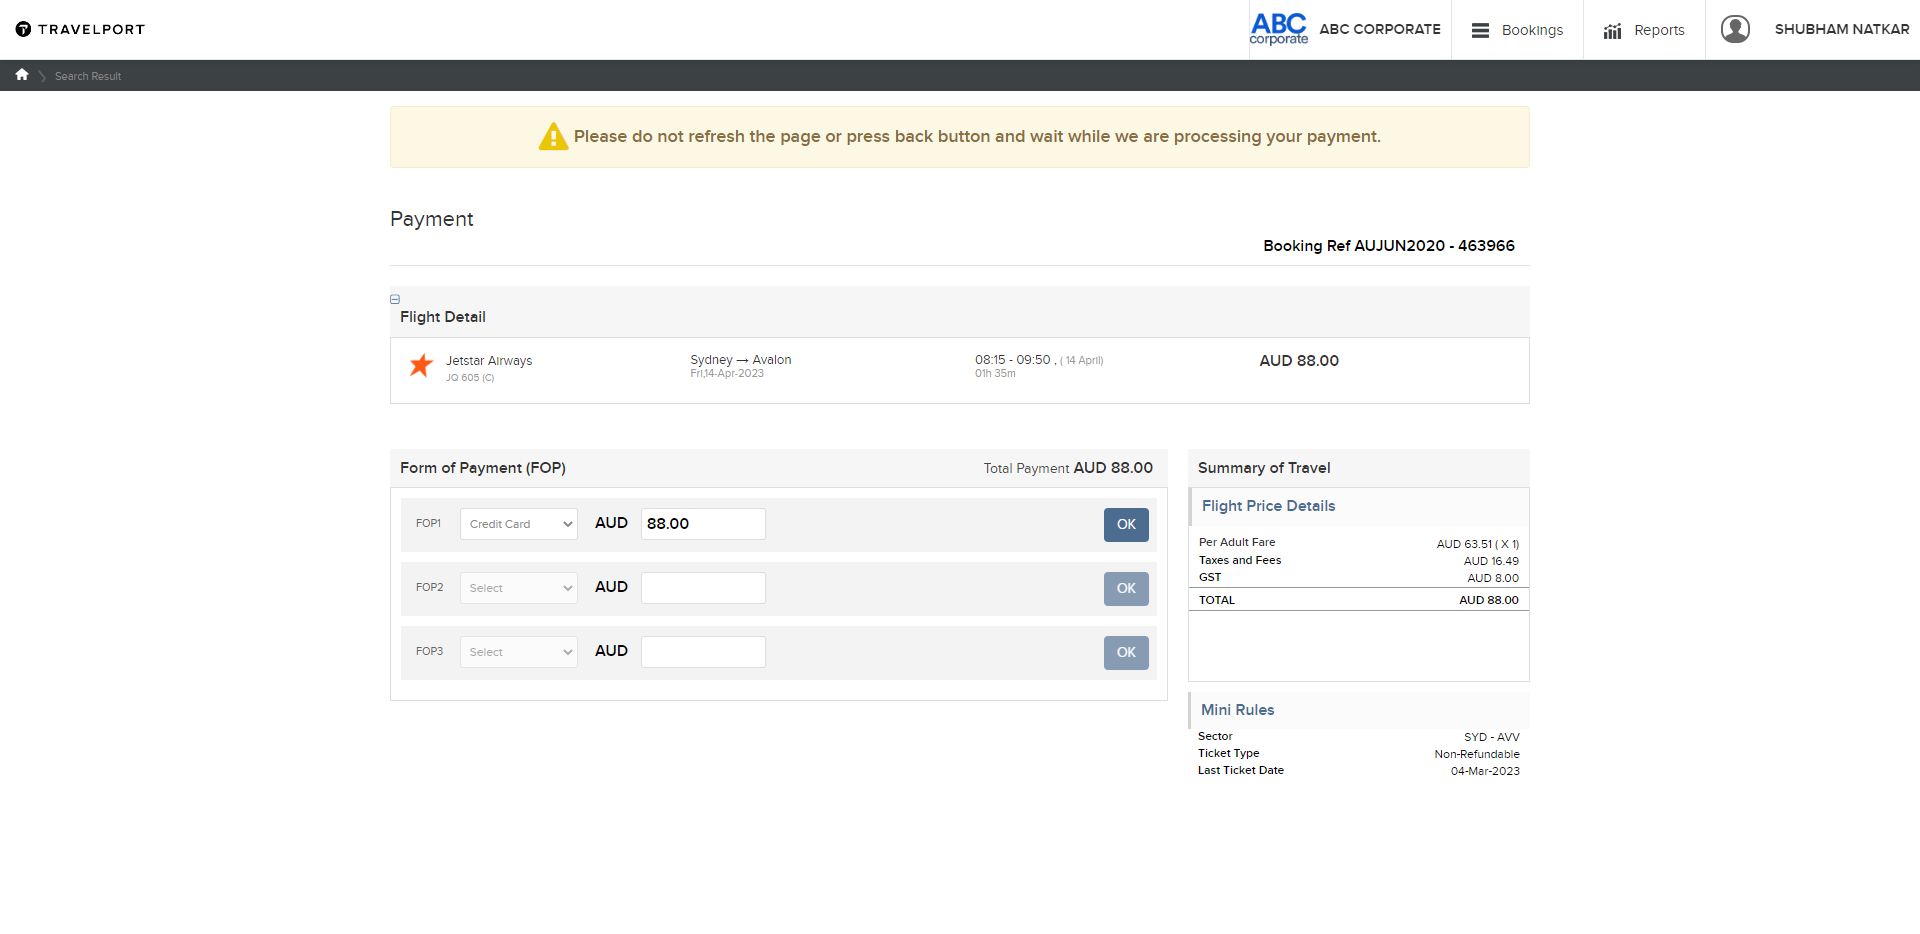 TRAVELPORT
ABC
corporate
ABC CORPORATE
Bookings
Reports
SHUBHAM NATKAR
Search Result
Please do not refresh the page or press back button and wait while we are processing your payment.
Payment
Booking Ref AUJUN2020 - 463966
Flight Detail
Jetstar Airways
JQ 605 (C)
Sydney → Avalon
Fri,14-Apr-2023
08:15 - 09:50 , ( 14 April)
01h 35m
AUD 88.00
Form of Payment (FOP)
Total Payment AUD 88.00
FOP1 Credit Card AUD 88.00 OK
FOP2 Select AUD OK
FOP3 Select AUD OK
Summary of Travel
Flight Price Details
Per Adult Fare AUD 63.51 ( X 1)
Taxes and Fees AUD 16.49
GST AUD 8.00
TOTAL AUD 88.00
Mini Rules
Sector SYD - AVV
Ticket Type Non-Refundable
Last Ticket Date 04-Mar-2023